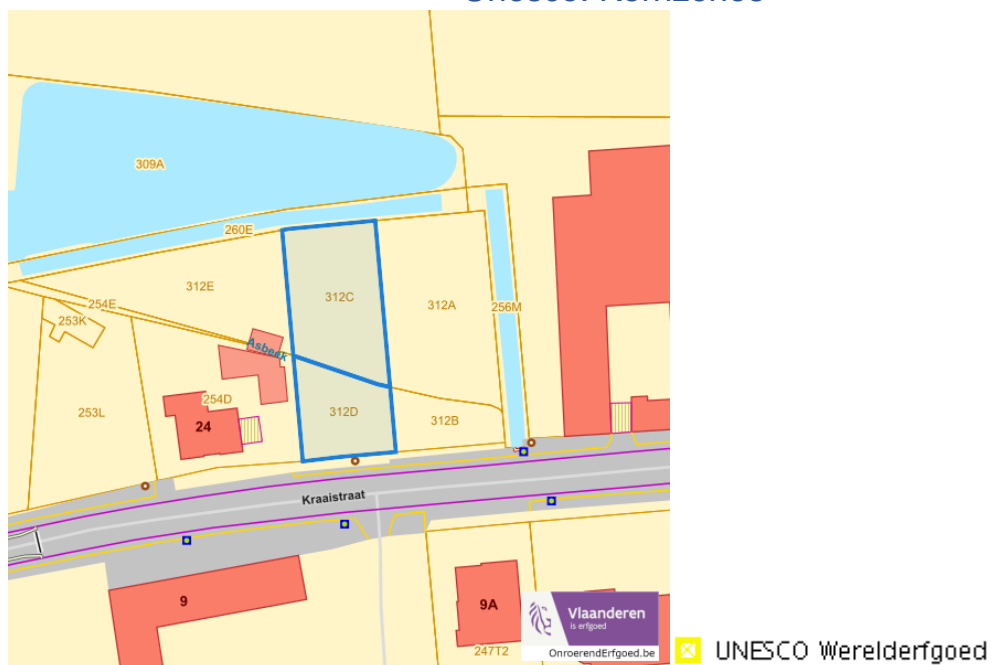 309A
260E
312E
312C
312A
256M
254E
253K
Asbeek
254D
253L
24
312D
312B
Kraaistraat
9
9A
247T2
Vlaanderen
is erfgoed
OnroerendErfgoed.be
UNESCO Werelderfgoed